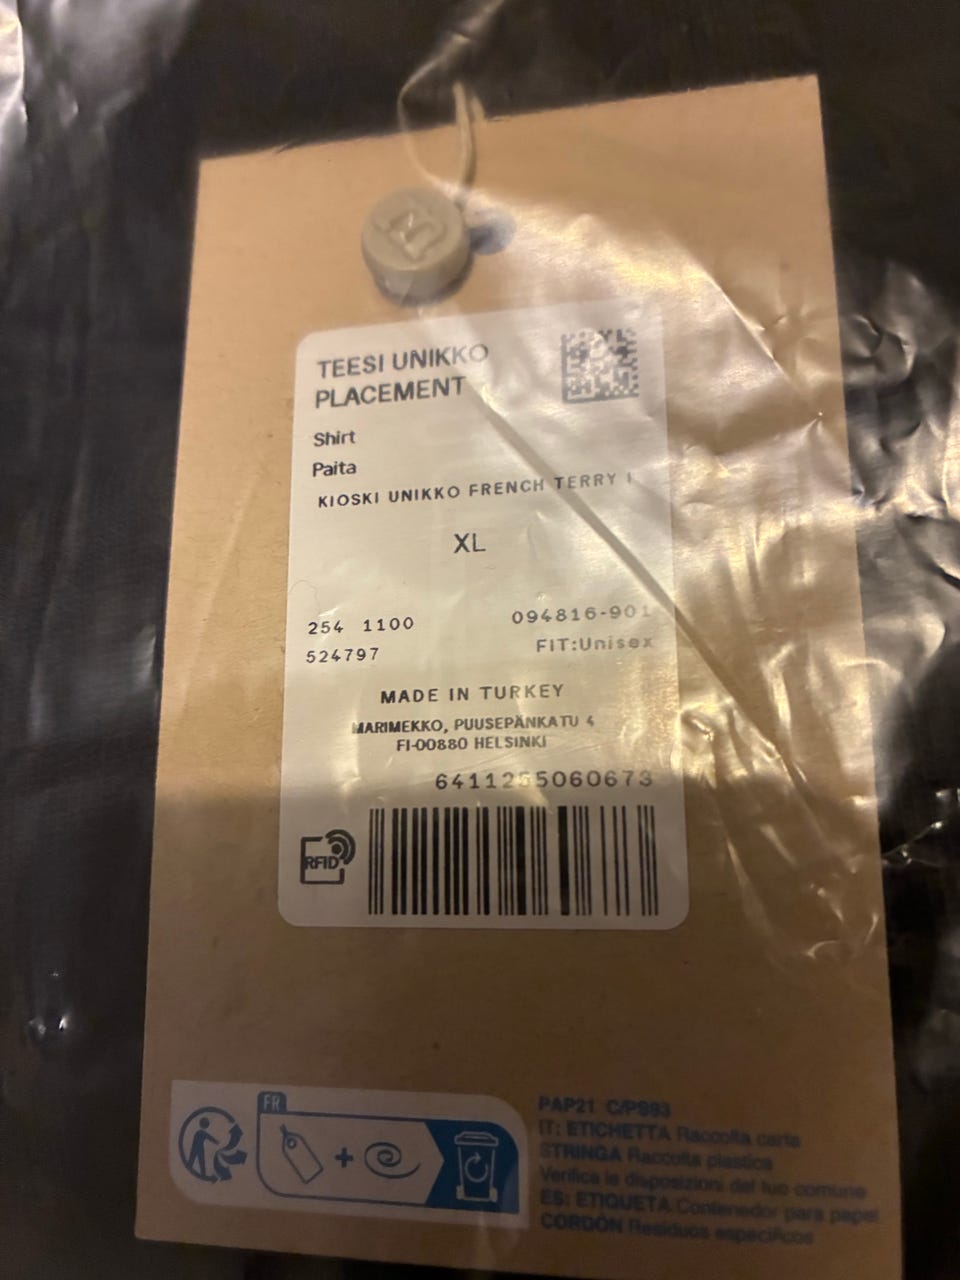 M
TEESI UNIKKO
PLACEMENT
Shirt
Paita
KIOSKI UNIKKO FRENCH TERRY
XL
254 1100
094816-901
524797
FIT:Unisex
MADE IN TURKEY
MARIMEKKO, PUUSEPÄNKATU 4
FI-00880 HELSINKI
6411255060673
RFID
FR
PAP21 C/PS93
IT: ETICHETTA Raccolta carta
STRINGA Raccolta plastica
Verifica le disposizioni del tuo comune
ES: ETIQUETA Contenedor para papel
CORDÓN Residuos específicos